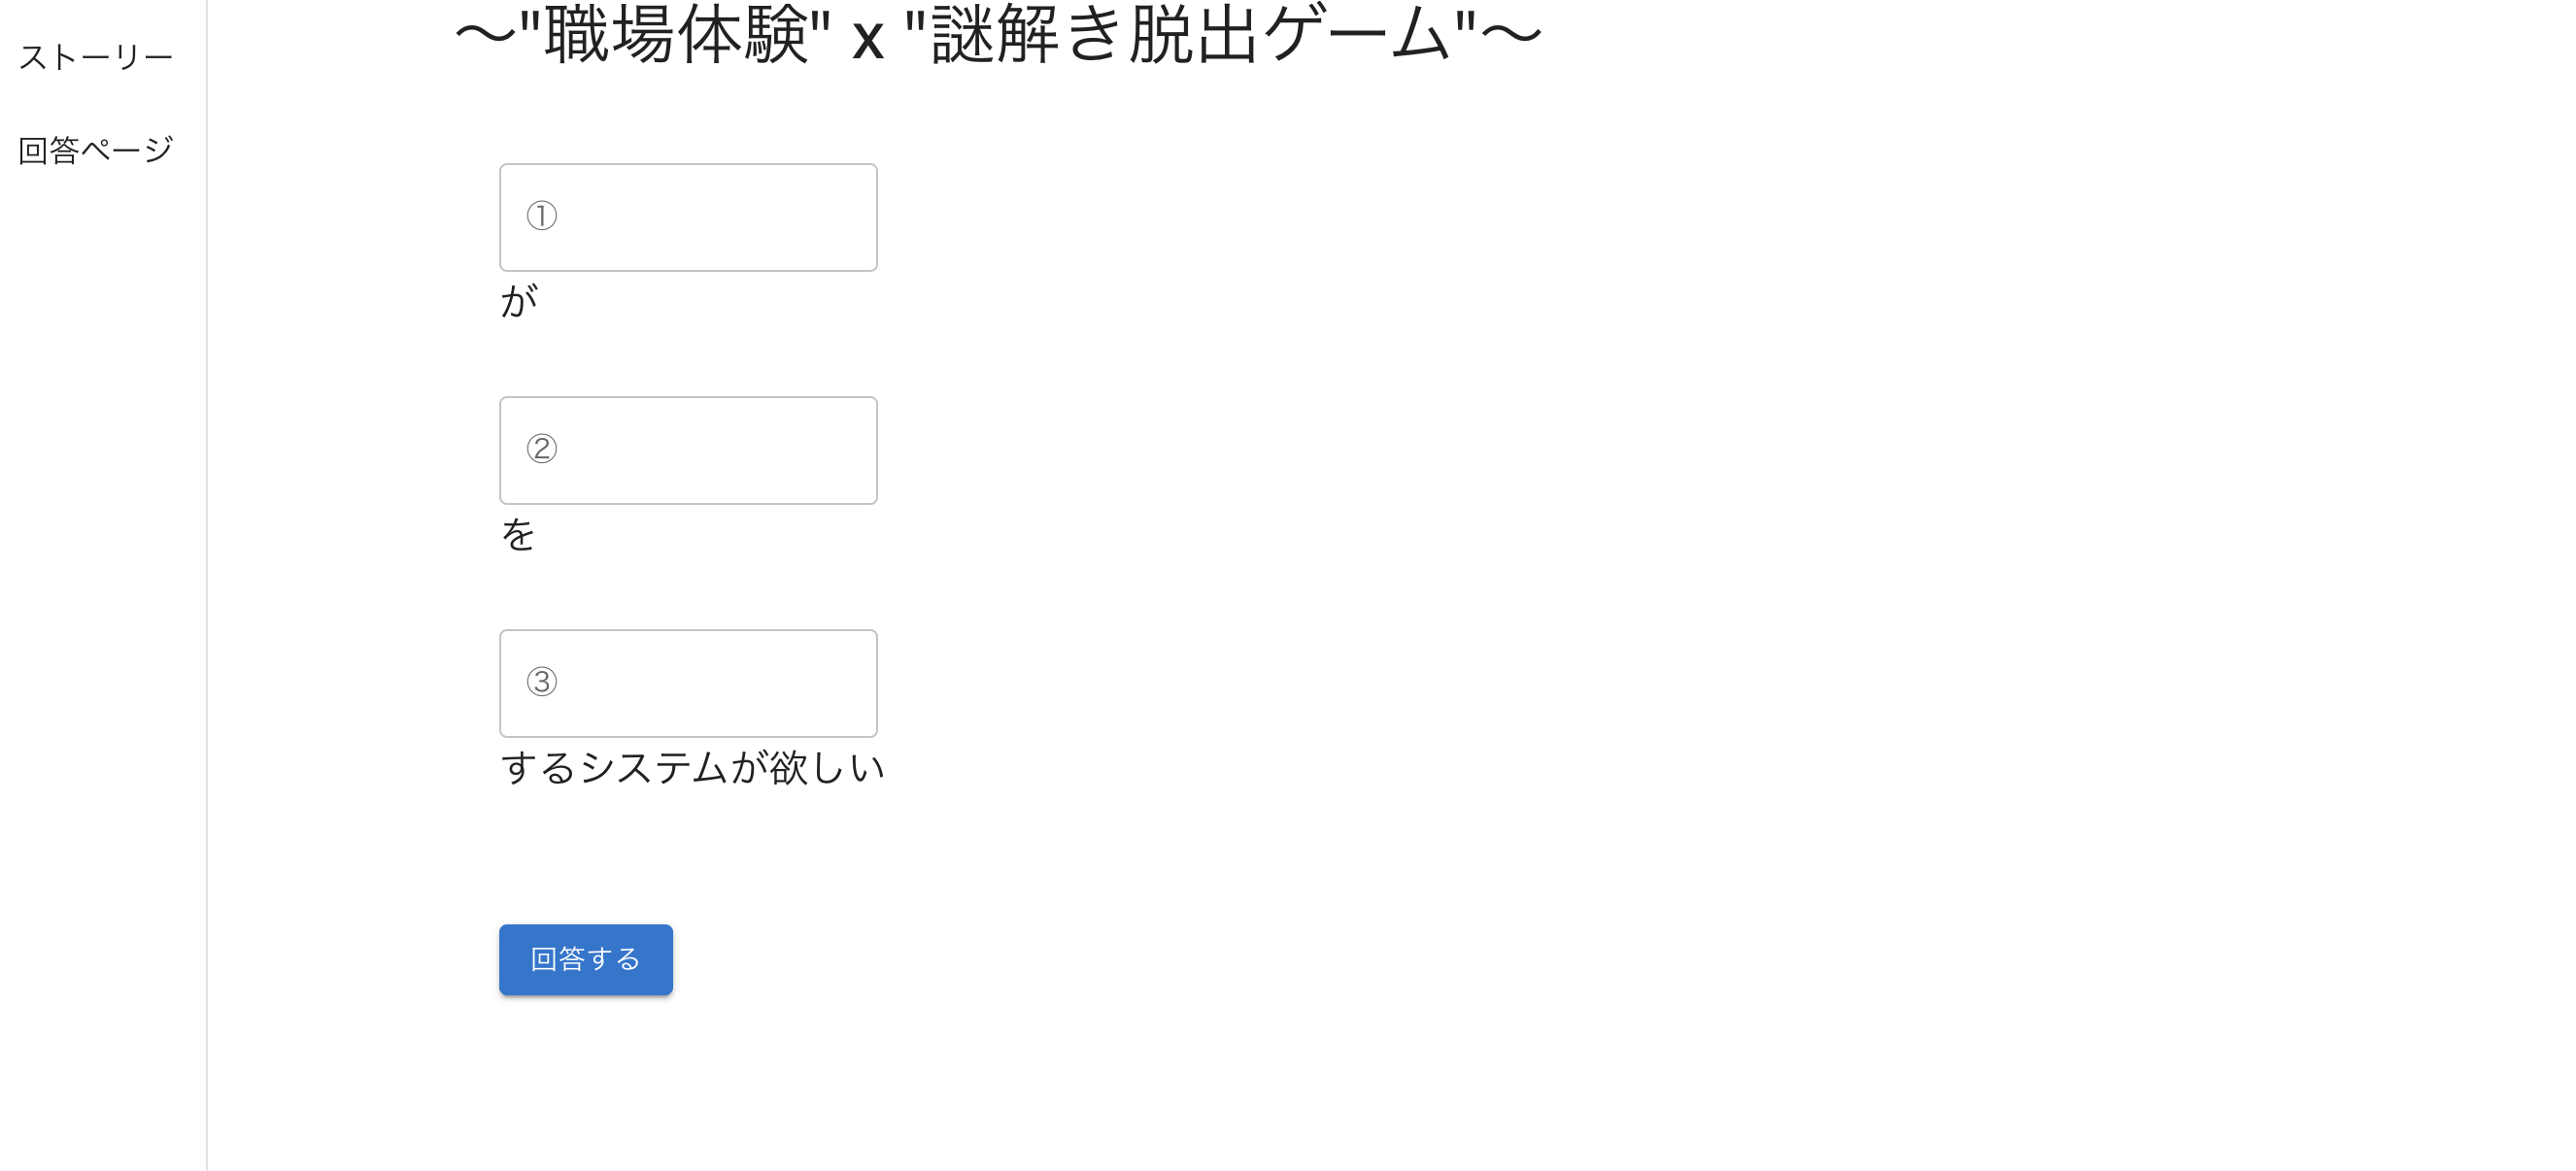 〜"職場体験" x "謎解き脱出ゲーム"〜
ストーリー
回答ページ
①
が
②
を
③
するシステムが欲しい
回答する